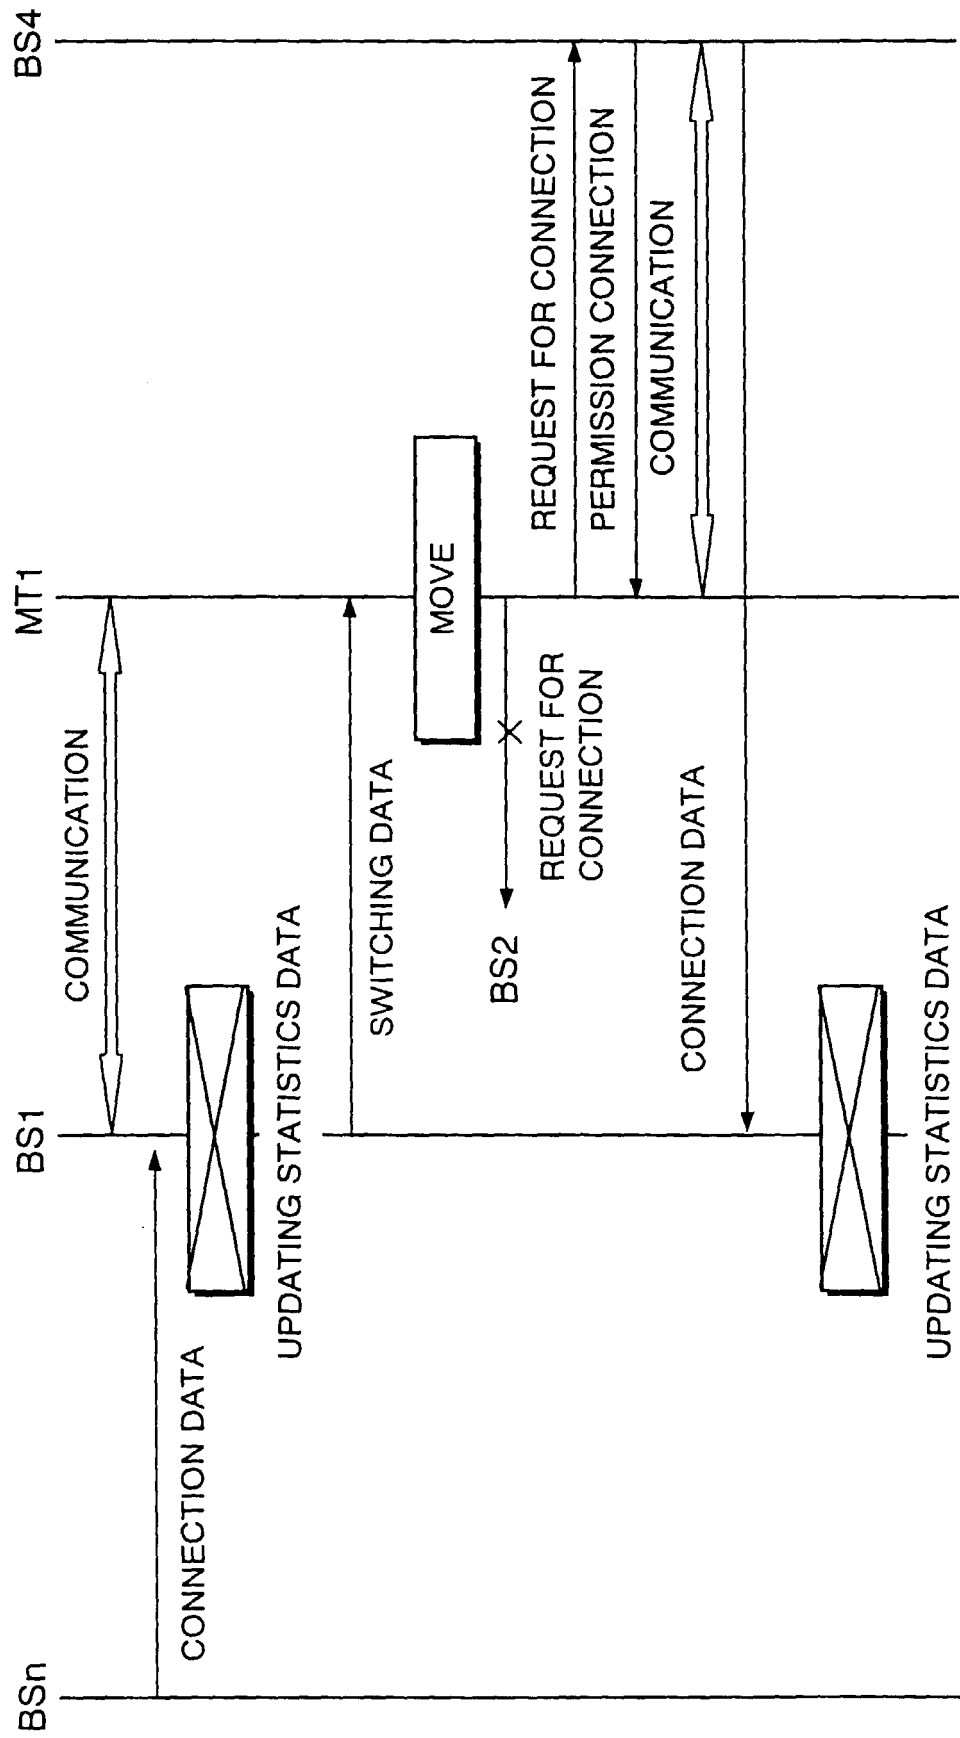 BSn
BS1
MT1
BS4
COMMUNICATION
CONNECTION DATA
UPDATING STATISTICS DATA
SWITCHING DATA
MOVE
BS2
REQUEST FOR
CONNECTION
REQUEST FOR CONNECTION
PERMISSION CONNECTION
COMMUNICATION
CONNECTION DATA
UPDATING STATISTICS DATA